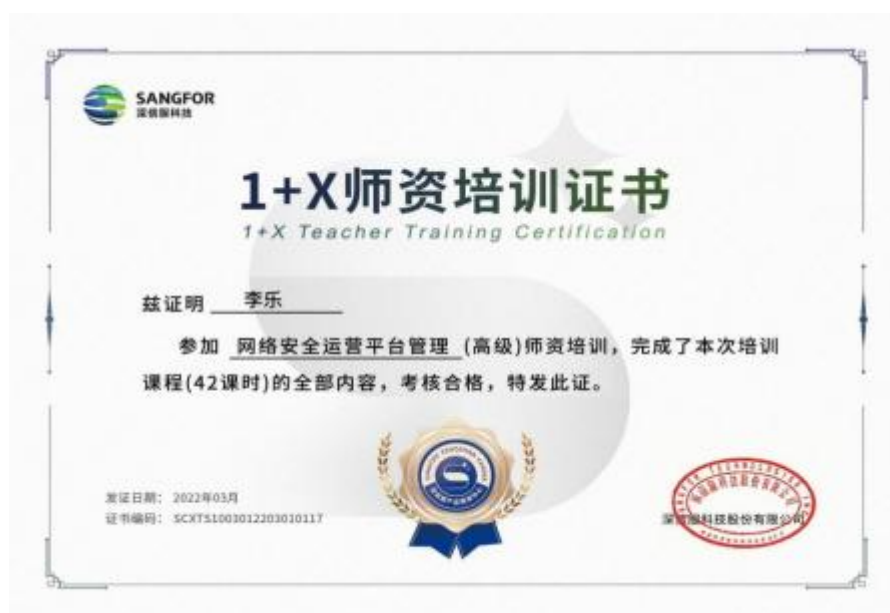 SANGFOR
深信服科技
1+X师资培训证书
1+X Teacher Training Certification
兹证明 李乐
参加 网络安全运营平台管理 (高级)师资培训，完成了本次培训
课程(42课时)的全部内容，考核合格，特发此证。
发证日期： 2022年03月
证书编码： SCXTS1003012203010117
深信服科技股份有限公司